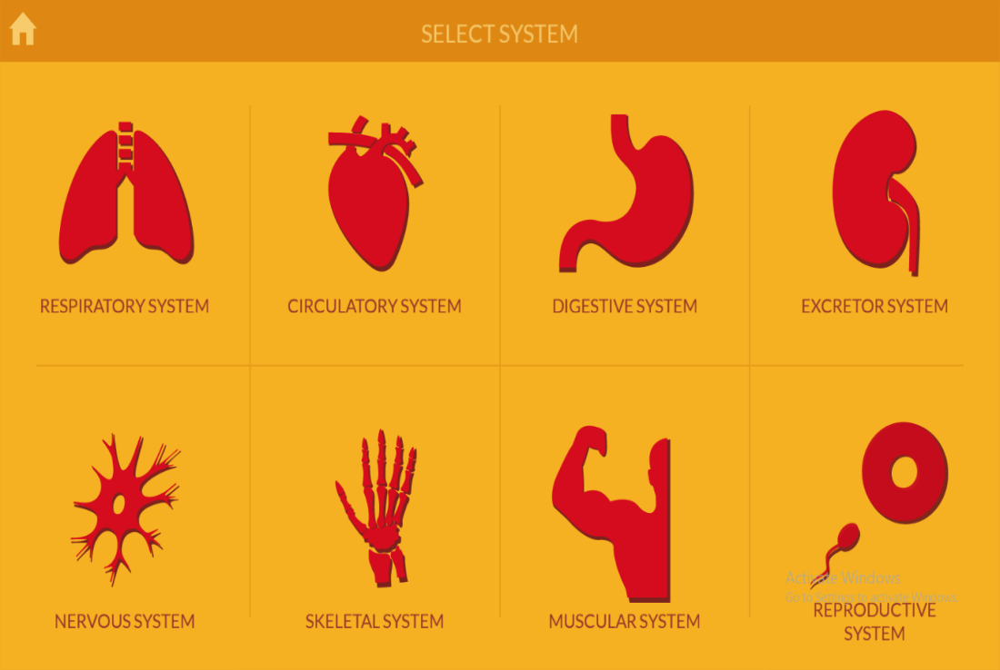 SELECT SYSTEM
RESPIRATORY SYSTEM
CIRCULATORY SYSTEM
DIGESTIVE SYSTEM
EXCRETOR SYSTEM
NERVOUS SYSTEM
SKELETAL SYSTEM
MUSCULAR SYSTEM
Activate Windows
Go to Settings to activate Windows.
REPRODUCTIVE
SYSTEM